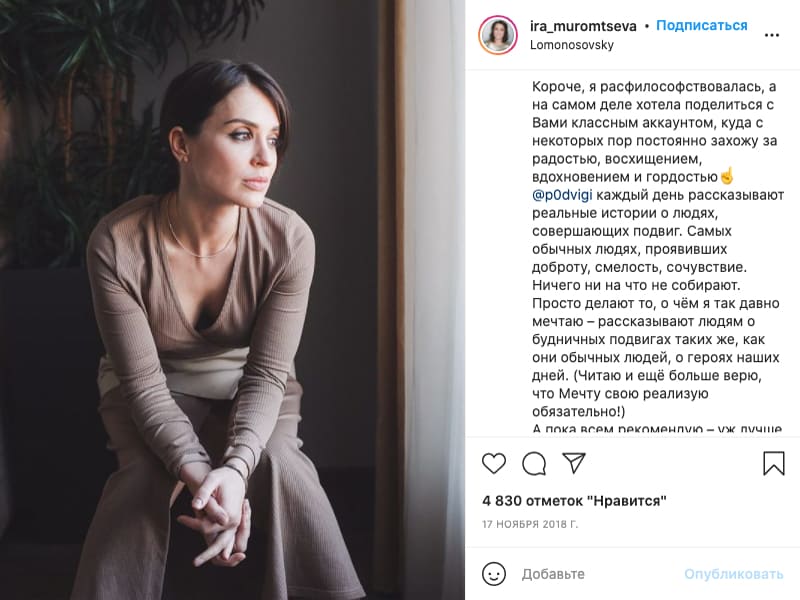 ira_muromtseva • Подписаться
Lomonosovsky
Короче, я расфилософствовалась, а
на самом деле хотела поделиться с
Вами классным аккаунтом, куда с
некоторых пор постоянно захожу за
радостью, восхищением,
вдохновением и гордостью☝
@p0dvigi каждый день рассказывают
реальные истории о людях,
совершающих подвиг. Самых
обычных людях, проявивших
доброту, смелость, сочувствие.
Ничего ни на что не собирают.
Просто делают то, о чём я так давно
мечтаю – рассказывают людям о
будничных подвигах таких же, как
они обычных людей, о героях наших
дней. (Читаю и ещё больше верю,
что Мечту свою реализую
обязательно!)
А пока всем рекомендую – уж лучше
4 830 отметок "Нравится"
17 НОЯБРЯ 2018 Г.
Добавьте
Опубликовать